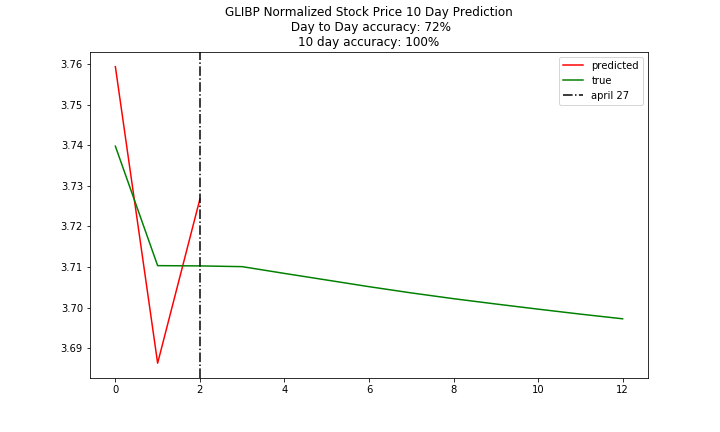 GLIBP Normalized Stock Price 10 Day Prediction
Day to Day accuracy: 72%
10 day accuracy: 100%
3.76
3.75
3.74
3.73
3.72
3.71
3.70
3.69
predicted
true
april 27
0 2 4 6 8 10 12